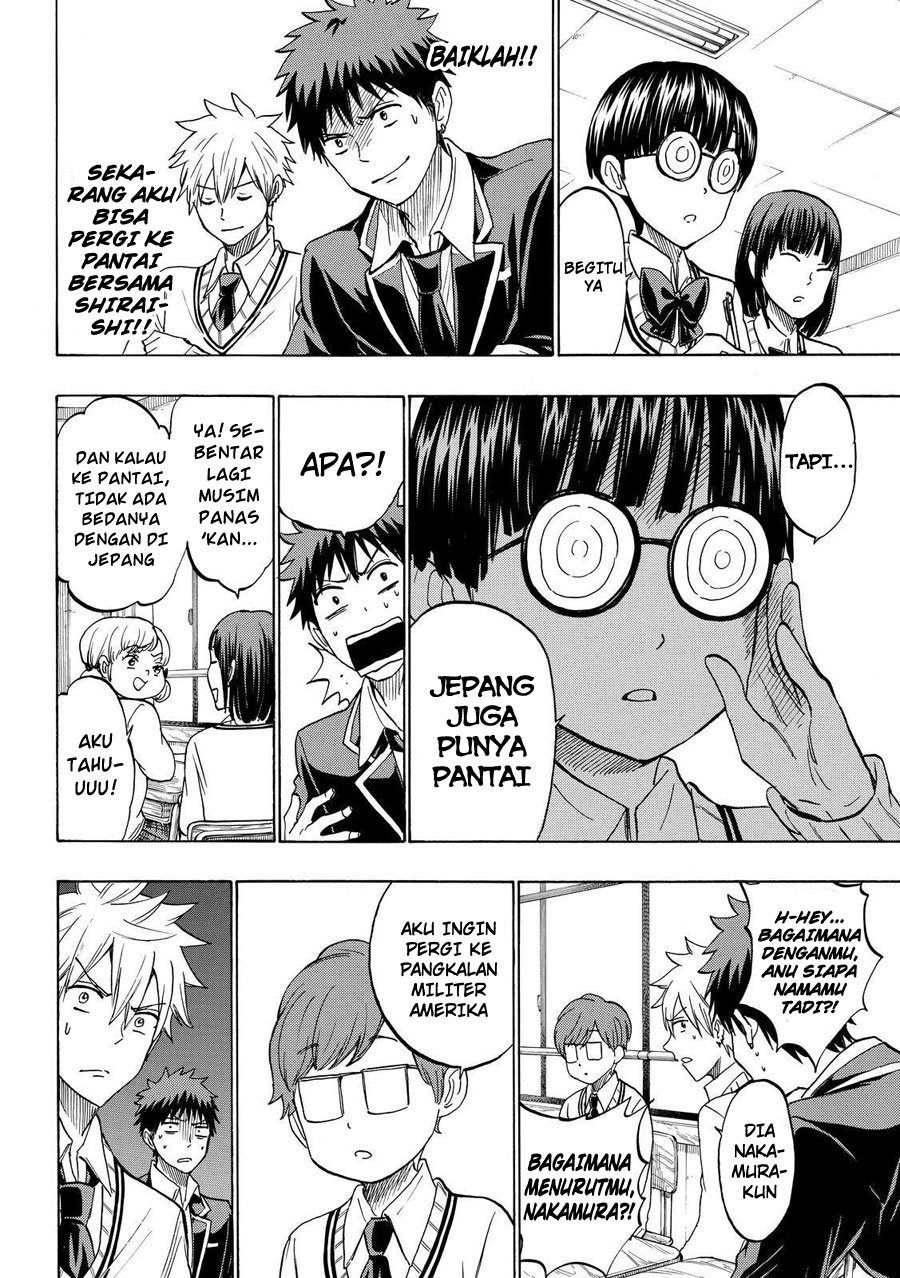 BEGITU
YA
BAIKLAH!!
SEKA-
RANG AKU
BISA
PERGI KE
PANTAI
BERSAMA
SHIRAI-
SHI!!
TAPI...
JEPANG
JUGA
PUNYA
PANTAI
APA?!
YA! SE-
BENTAR
LAGI
MUSIM
PANAS
'KAN...
DAN KALAU
KE PANTAI,
TIDAK ADA
BEDANYA
DENGAN DI
JEPANG
AKU
TAHU-
UUU!
H-HEY...
BAGAIMANA
DENGANMU,
ANU SIAPA
NAMAMU
TADI?!
DIA
NAKA-
MURA-
KUN
BAGAIMANA
MENURUTMU,
NAKAMURA?!
AKU INGIN
PERGI KE
PANGKALAN
MILITER
AMERIKA